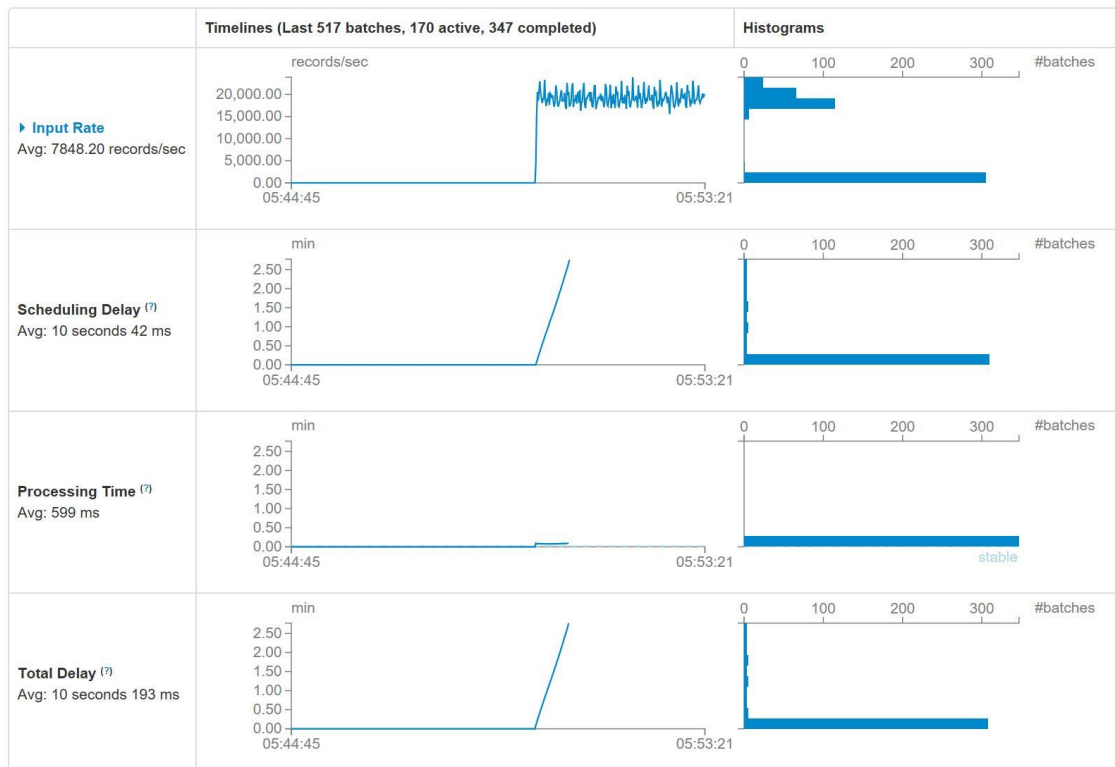 Timelines (Last 517 batches, 170 active, 347 completed)
Histograms
Input Rate
Avg: 7848.20 records/sec
records/sec
20,000.00
15,000.00
10,000.00
5,000.00
0.00
05:44:45
05:53:21
0
100
200
300
#batches
Scheduling Delay (?)
Avg: 10 seconds 42 ms
min
2.50
2.00
1.50
1.00
0.50
0.00
05:44:45
05:53:21
0
100
200
300
#batches
Processing Time (?)
Avg: 599 ms
min
2.50
2.00
1.50
1.00
0.50
0.00
05:44:45
05:53:21
0
100
200
300
#batches
stable
Total Delay (?)
Avg: 10 seconds 193 ms
min
2.50
2.00
1.50
1.00
0.50
0.00
05:44:45
05:53:21
0
100
200
300
#batches